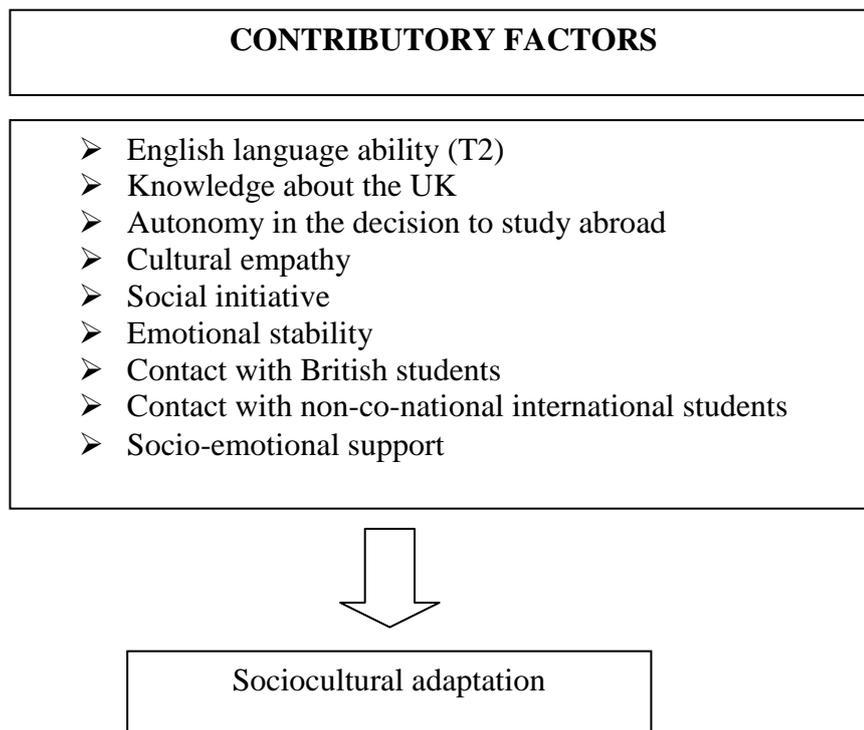 CONTRIBUTORY FACTORS
➢ English language ability (T2)
➢ Knowledge about the UK
➢ Autonomy in the decision to study abroad
➢ Cultural empathy
➢ Social initiative
➢ Emotional stability
➢ Contact with British students
➢ Contact with non-co-national international students
➢ Socio-emotional support
Sociocultural adaptation